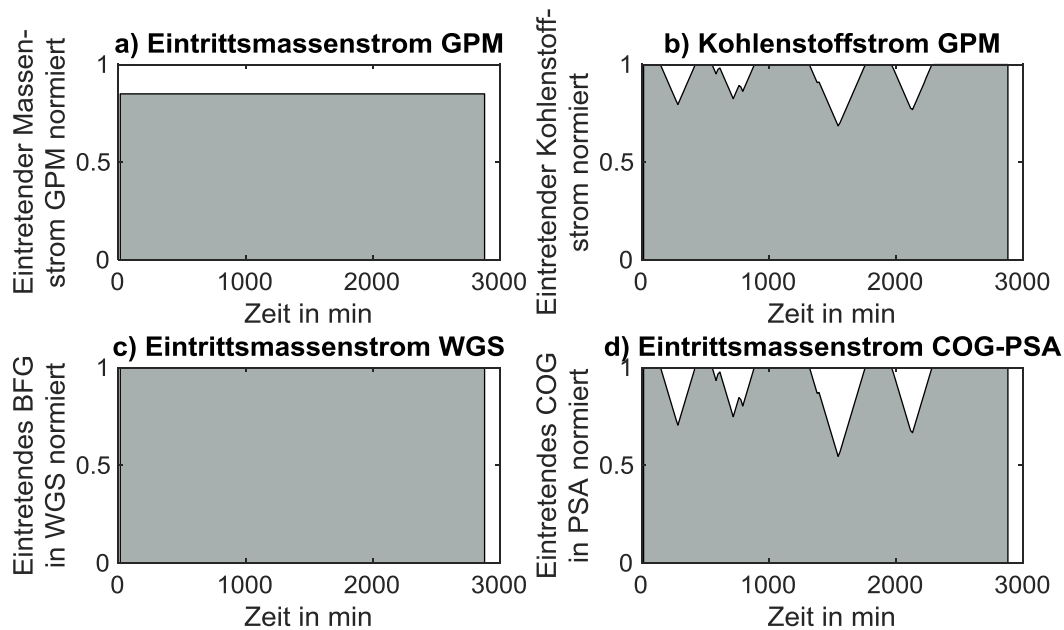 a) Eintrittsmassenstrom GPM
Eintretender Massen-
strom GPM normiert
1
0.5
0
0 1000 2000 3000
Zeit in min
b) Kohlenstoffstrom GPM
Eintretender Kohlenstoff-
strom normiert
1
0.5
0
0 1000 2000 3000
Zeit in min
c) Eintrittsmassenstrom WGS
Eintretendes BFG
in WGS normiert
1
0.5
0
0 1000 2000 3000
Zeit in min
d) Eintrittsmassenstrom COG-PSA
Eintretendes COG
in PSA normiert
1
0.5
0
0 1000 2000 3000
Zeit in min